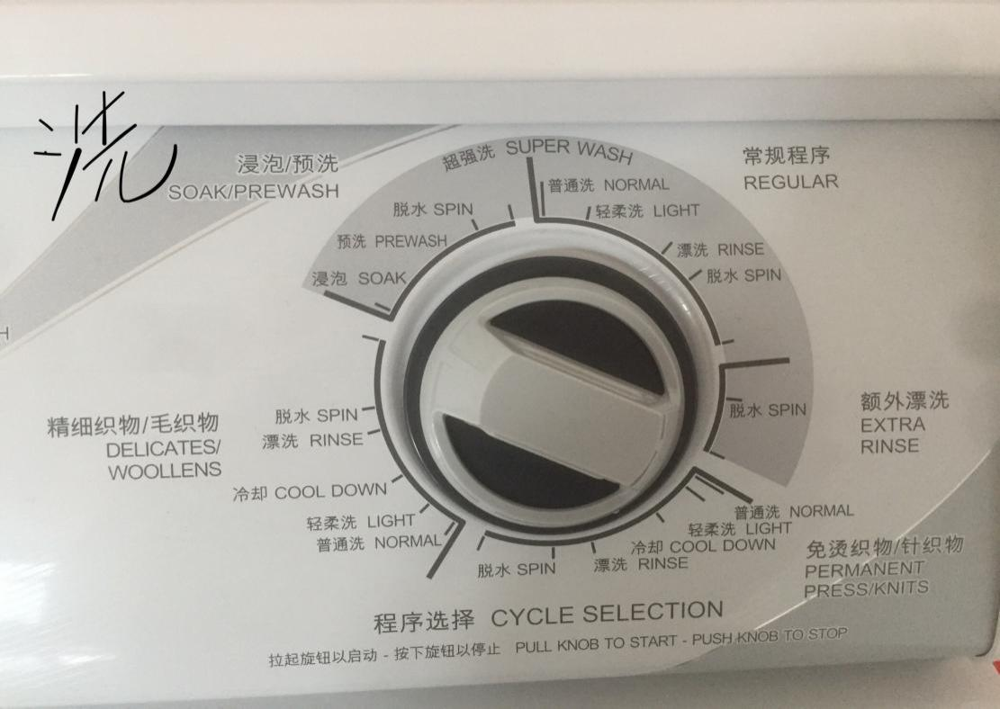 洗
浸泡/预洗
SOAK/PREWASH
超强洗 SUPER WASH
常规程序
REGULAR
普通洗 NORMAL
脱水 SPIN
轻柔洗 LIGHT
预洗 PREWASH
漂洗 RINSE
浸泡 SOAK
脱水 SPIN
H
精细织物/毛织物
DELICATES/
WOOLLENS
脱水 SPIN
漂洗 RINSE
冷却 COOL DOWN
轻柔洗 LIGHT
普通洗 NORMAL
脱水 SPIN
额外漂洗
EXTRA
RINSE
普通洗 NORMAL
轻柔洗 LIGHT
冷却 COOL DOWN
漂洗 RINSE
脱水 SPIN
免烫织物/针织物
PERMANENT
PRESS/KNITS
程序选择 CYCLE SELECTION
拉起旋钮以启动 - 按下旋钮以停止 PULL KNOB TO START - PUSH KNOB TO STOP